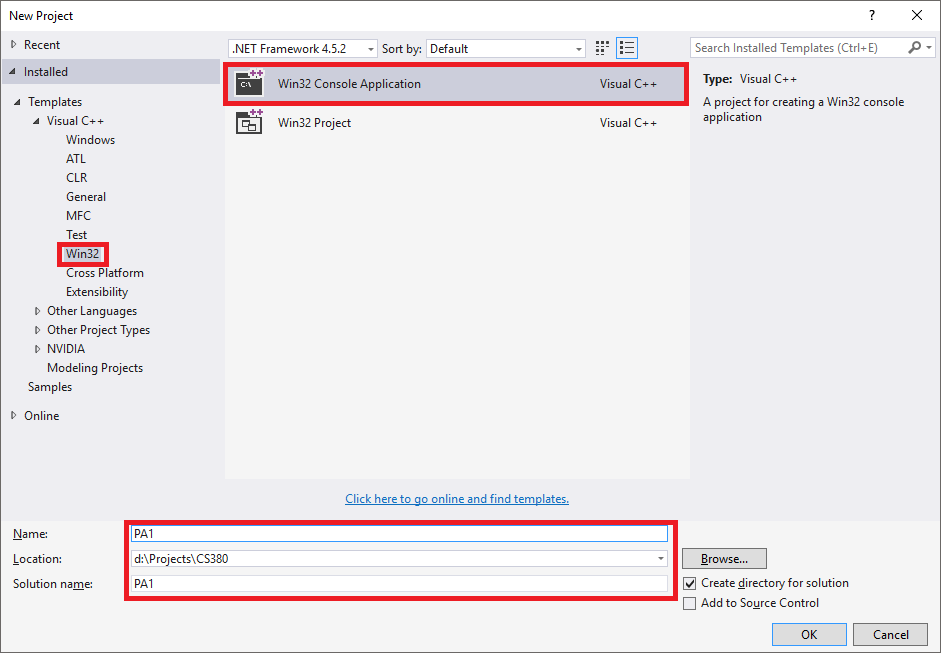 New Project
?
Recent
.NET Framework 4.5.2 Sort by: Default
Search Installed Templates (Ctrl+E)
Installed
Templates
Visual C++
Windows
ATL
CLR
General
MFC
Test
Win32
Cross Platform
Extensibility
Other Languages
Other Project Types
NVIDIA
Modeling Projects
Samples
Online
C:\ Win32 Console Application Visual C++
Win32 Project Visual C++
Type: Visual C++
A project for creating a Win32 console
application
Click here to go online and find templates.
Name: PA1
Location: d:\Projects\CS380 Browse...
Solution name: PA1
Create directory for solution
Add to Source Control
OK Cancel